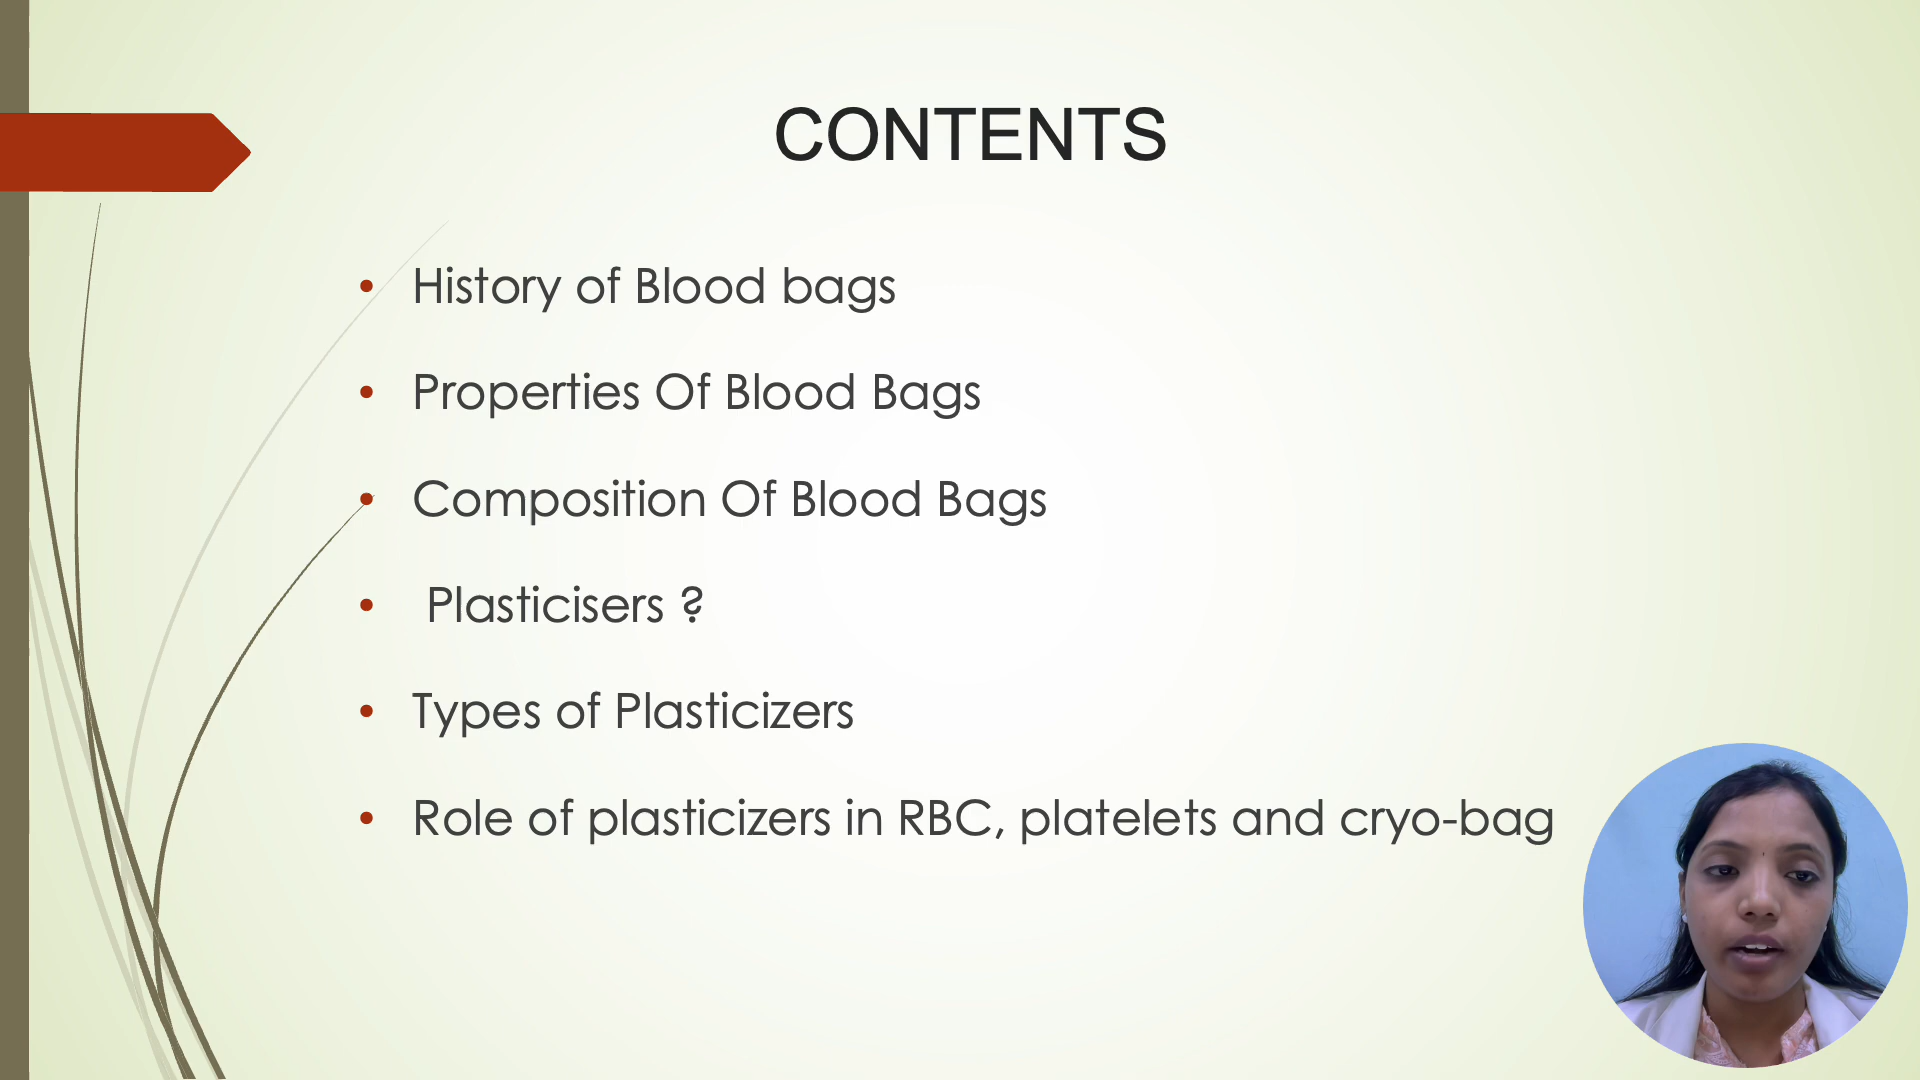 CONTENTS
• History of Blood bags
• Properties Of Blood Bags
• Composition Of Blood Bags
• Plasticisers ?
• Types of Plasticizers
• Role of plasticizers in RBC, platelets and cryo-bag